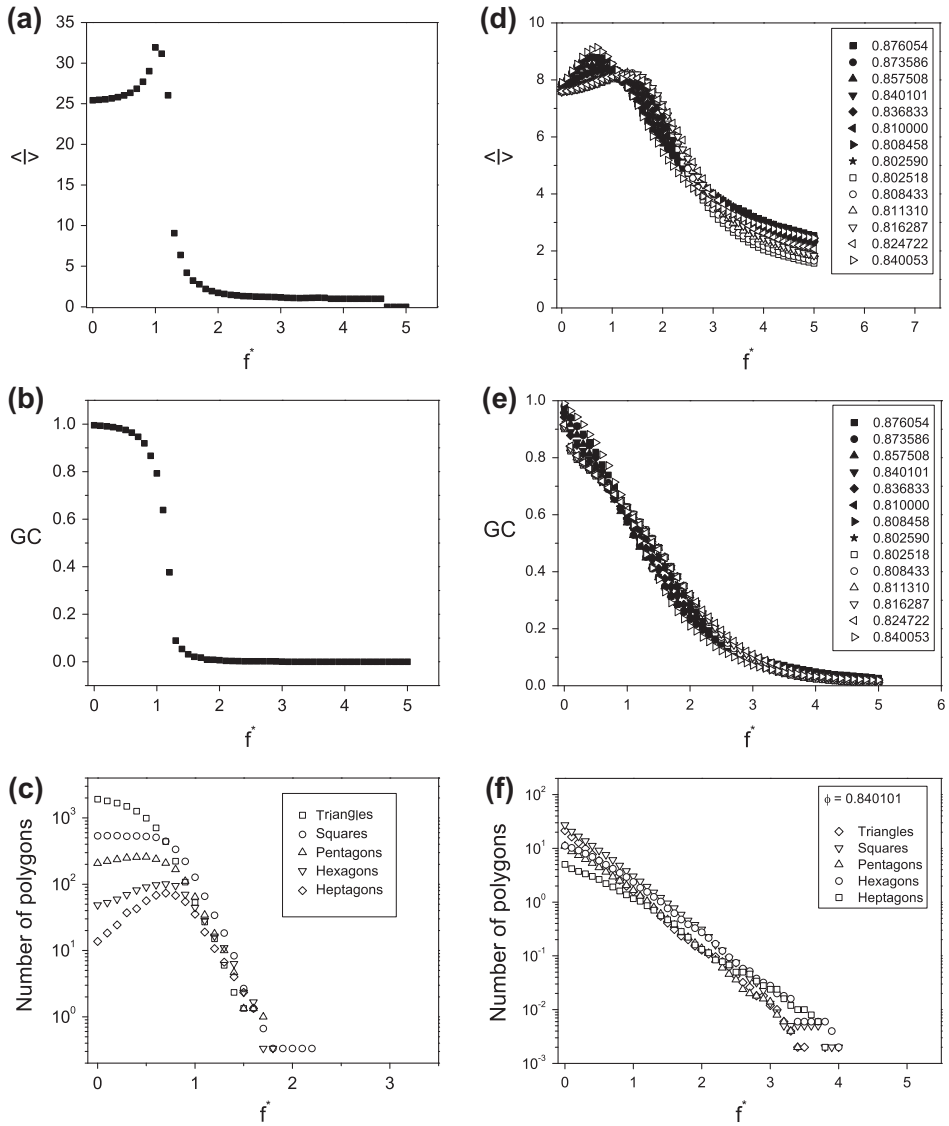 (a)
35
30
25
20
15
10
5
0
<|>
0 1 2 3 4 5
f*
(d)
10
8
6
4
2
0
<|>
0 1 2 3 4 5 6 7
f*
0.876054
0.873586
0.857508
0.840101
0.836833
0.810000
0.808458
0.802590
0.802518
0.808433
0.811310
0.816287
0.824722
0.840053
(b)
1.0
0.8
0.6
0.4
0.2
0.0
GC
0 1 2 3 4 5
f*
(e)
1.0
0.8
0.6
0.4
0.2
0.0
GC
0 1 2 3 4 5 6
f*
0.876054
0.873586
0.857508
0.840101
0.836833
0.810000
0.808458
0.802590
0.802518
0.808433
0.811310
0.816287
0.824722
0.840053
(c)
10³
10²
10¹
10⁰
Number of polygons
0 1 2 3
f*
Triangles
Squares
Pentagons
Hexagons
Heptagons
(f)
10²
10¹
10⁰
10⁻¹
10⁻²
10⁻³
Number of polygons
0 1 2 3 4 5
f*
ϕ = 0.840101
Triangles
Squares
Pentagons
Hexagons
Heptagons